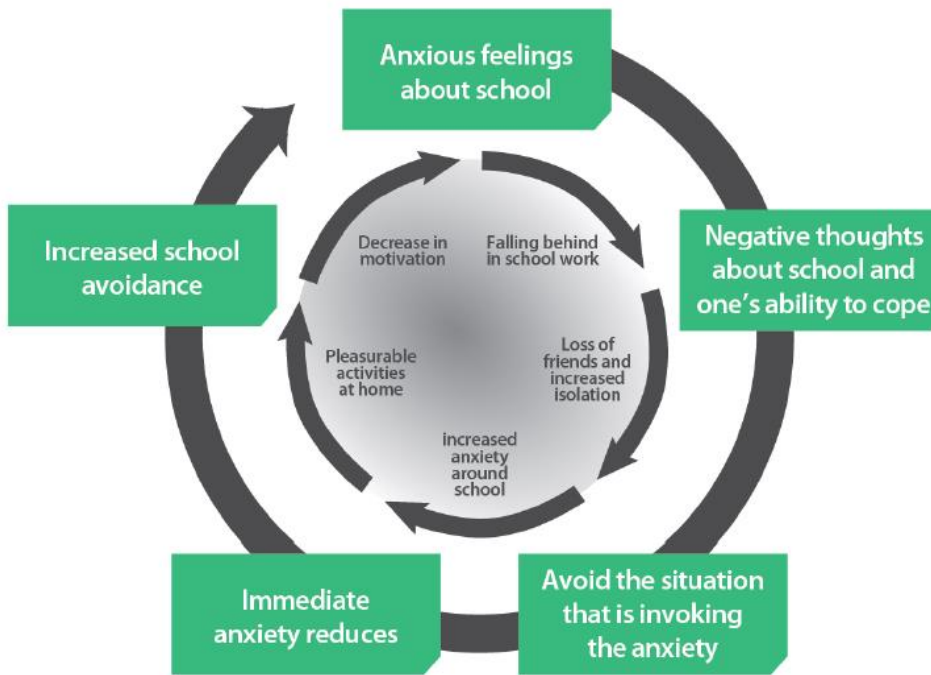 Anxious feelings
about school
Negative thoughts
about school and
one's ability to cope
Avoid the situation
that is invoking
the anxiety
Immediate
anxiety reduces
Increased school
avoidance
Falling behind
in school work
Loss of
friends and
increased
isolation
increased
anxiety
around
school
Pleasurable
activities
at home
Decrease in
motivation